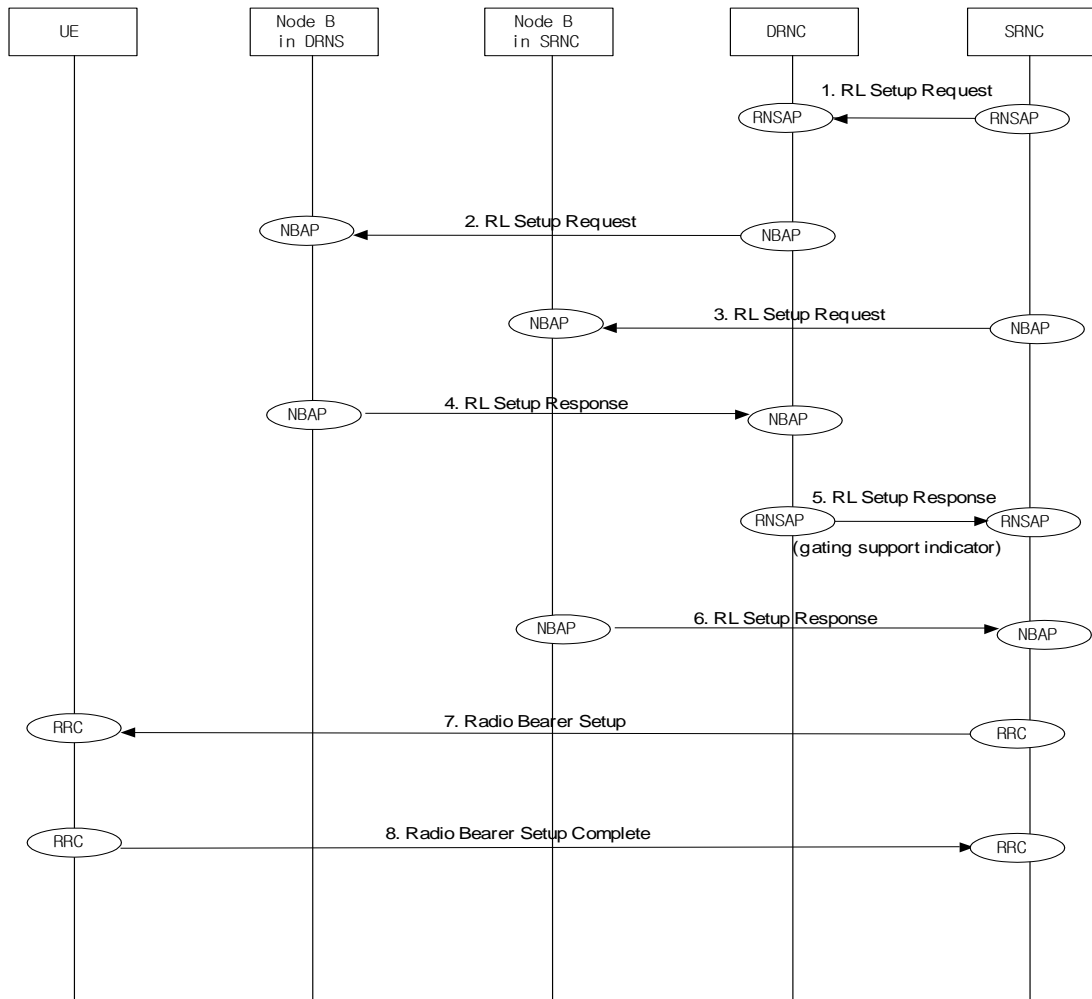 UE
Node B
in DRNS
Node B
in SRNC
DRNC
SRNC
1. RL Setup Request
RNSAP
RNSAP
2. RL Setup Request
NBAP
NBAP
3. RL Setup Request
NBAP
NBAP
4. RL Setup Response
NBAP
NBAP
5. RL Setup Response
RNSAP
RNSAP
(gating support indicator)
6. RL Setup Response
NBAP
NBAP
7. Radio Bearer Setup
RRC
RRC
8. Radio Bearer Setup Complete
RRC
RRC